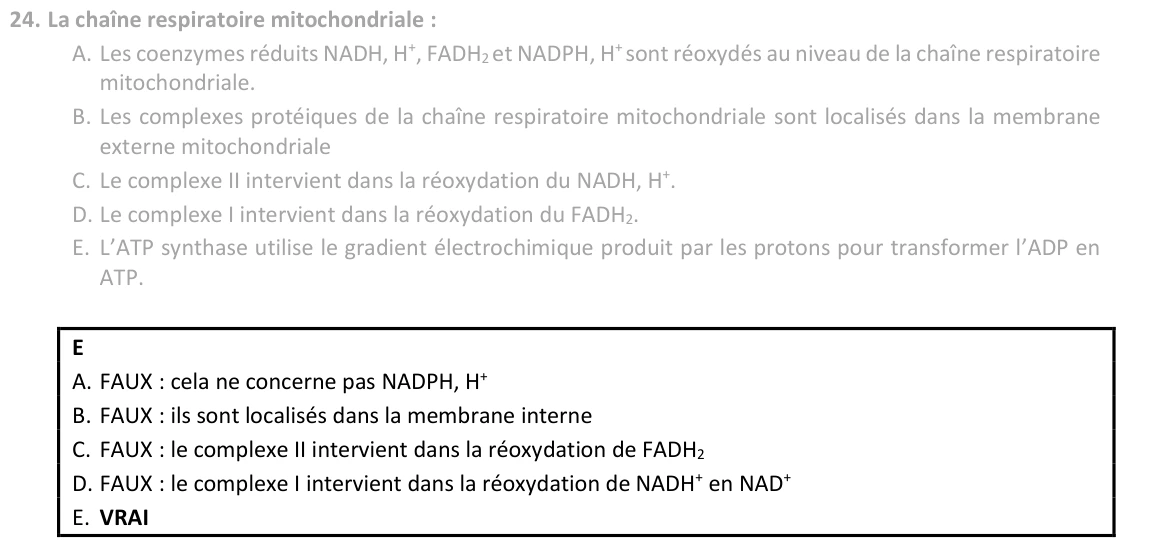 24. La chaîne respiratoire mitochondriale :
A. Les coenzymes réduits NADH, H⁺, FADH₂ et NADPH, H⁺ sont réoxydés au niveau de la chaîne respiratoire
mitochondriale.
B. Les complexes protéiques de la chaîne respiratoire mitochondriale sont localisés dans la membrane
externe mitochondriale
C. Le complexe II intervient dans la réoxydation du NADH, H⁺.
D. Le complexe I intervient dans la réoxydation du FADH₂.
E. L’ATP synthase utilise le gradient électrochimique produit par les protons pour transformer l’ADP en
ATP.
E
A. FAUX : cela ne concerne pas NADPH, H⁺
B. FAUX : ils sont localisés dans la membrane interne
C. FAUX : le complexe II intervient dans la réoxydation de FADH₂
D. FAUX : le complexe I intervient dans la réoxydation de NADH⁺ en NAD⁺
E. VRAI